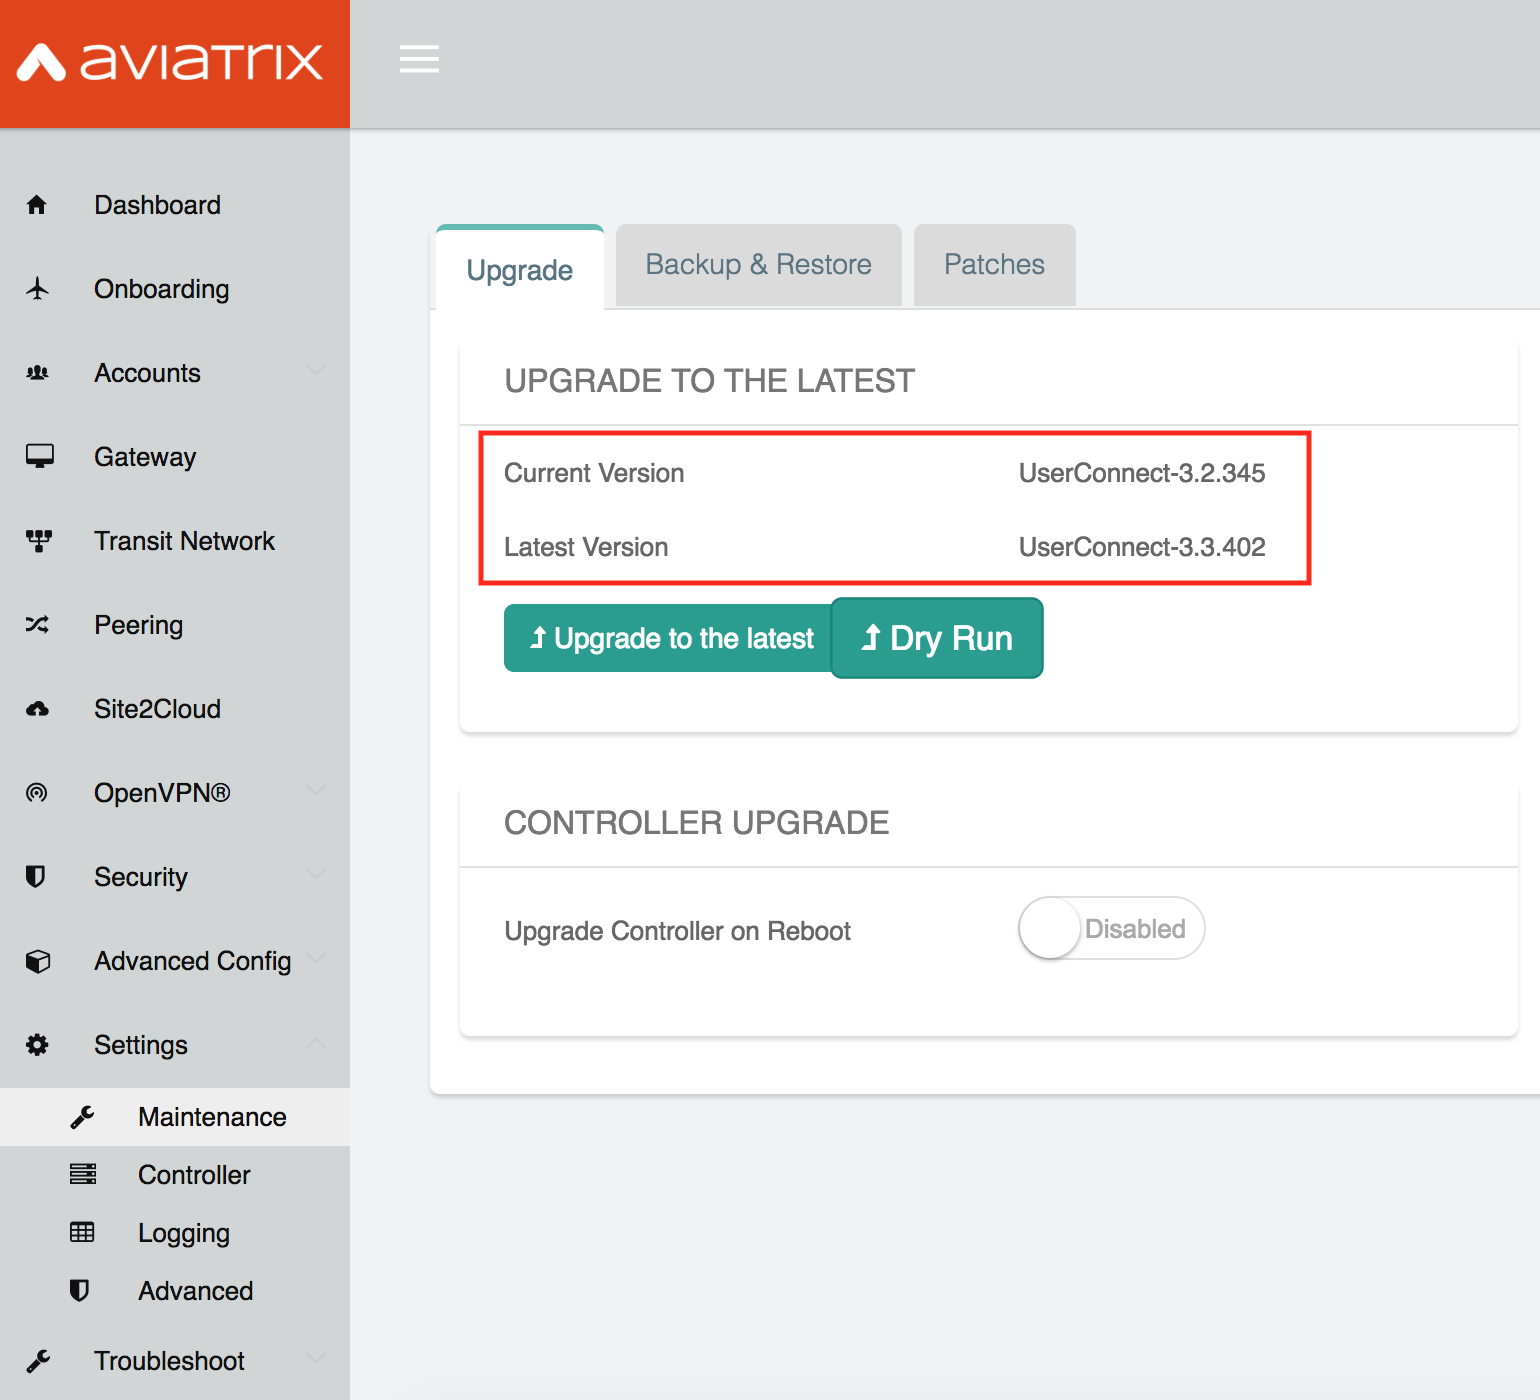 aviatrix
Dashboard
Onboarding
Accounts
Gateway
Transit Network
Peering
Site2Cloud
OpenVPN®
Security
Advanced Config
Settings
Maintenance
Controller
Logging
Advanced
Troubleshoot
Upgrade Backup & Restore Patches
UPGRADE TO THE LATEST
Current Version UserConnect-3.2.345
Latest Version UserConnect-3.3.402
Upgrade to the latest Dry Run
CONTROLLER UPGRADE
Upgrade Controller on Reboot Disabled